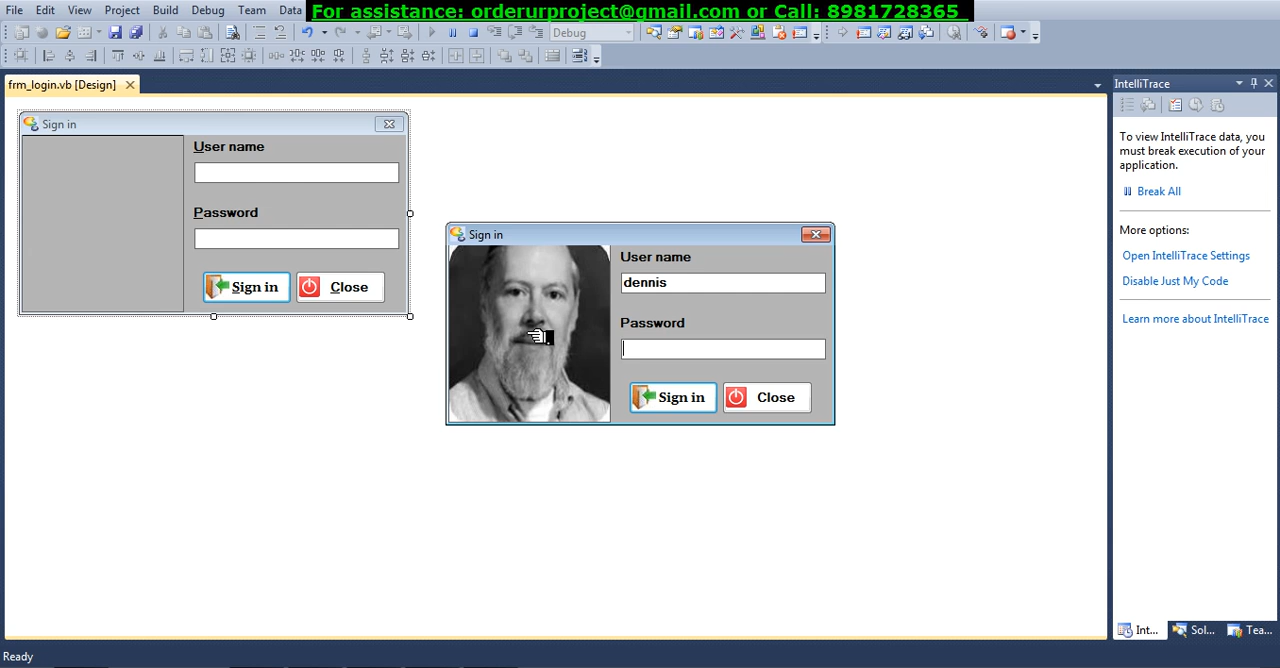 File Edit View Project Build Debug Team Data
For assistance: orderurproject@gmail.com or Call: 8981728365
Debug
frm_login.vb [Design]
Sign in
User name
Password
Sign in
Close
Sign in
User name
dennis
Password
Sign in
Close
IntelliTrace
To view IntelliTrace data, you
must break execution of your
application.
Break All
More options:
Open IntelliTrace Settings
Disable Just My Code
Learn more about IntelliTrace
Int... Sol... Tea...
Ready